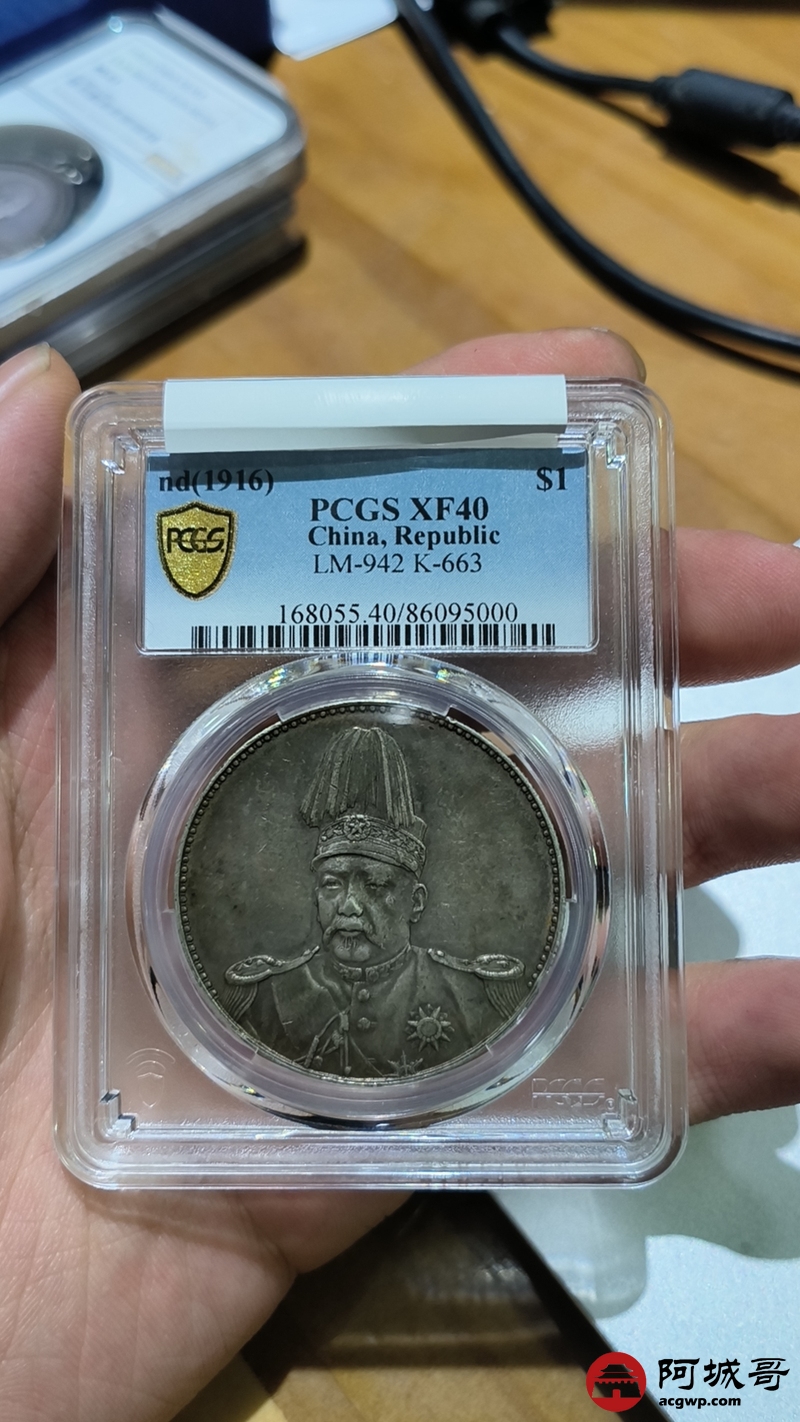 nd(1916) $1
PCGS XF40
China, Republic
LM-942 K-663
PCGS
168055.40/86095000
PCGS
阿城哥
acgwp.com